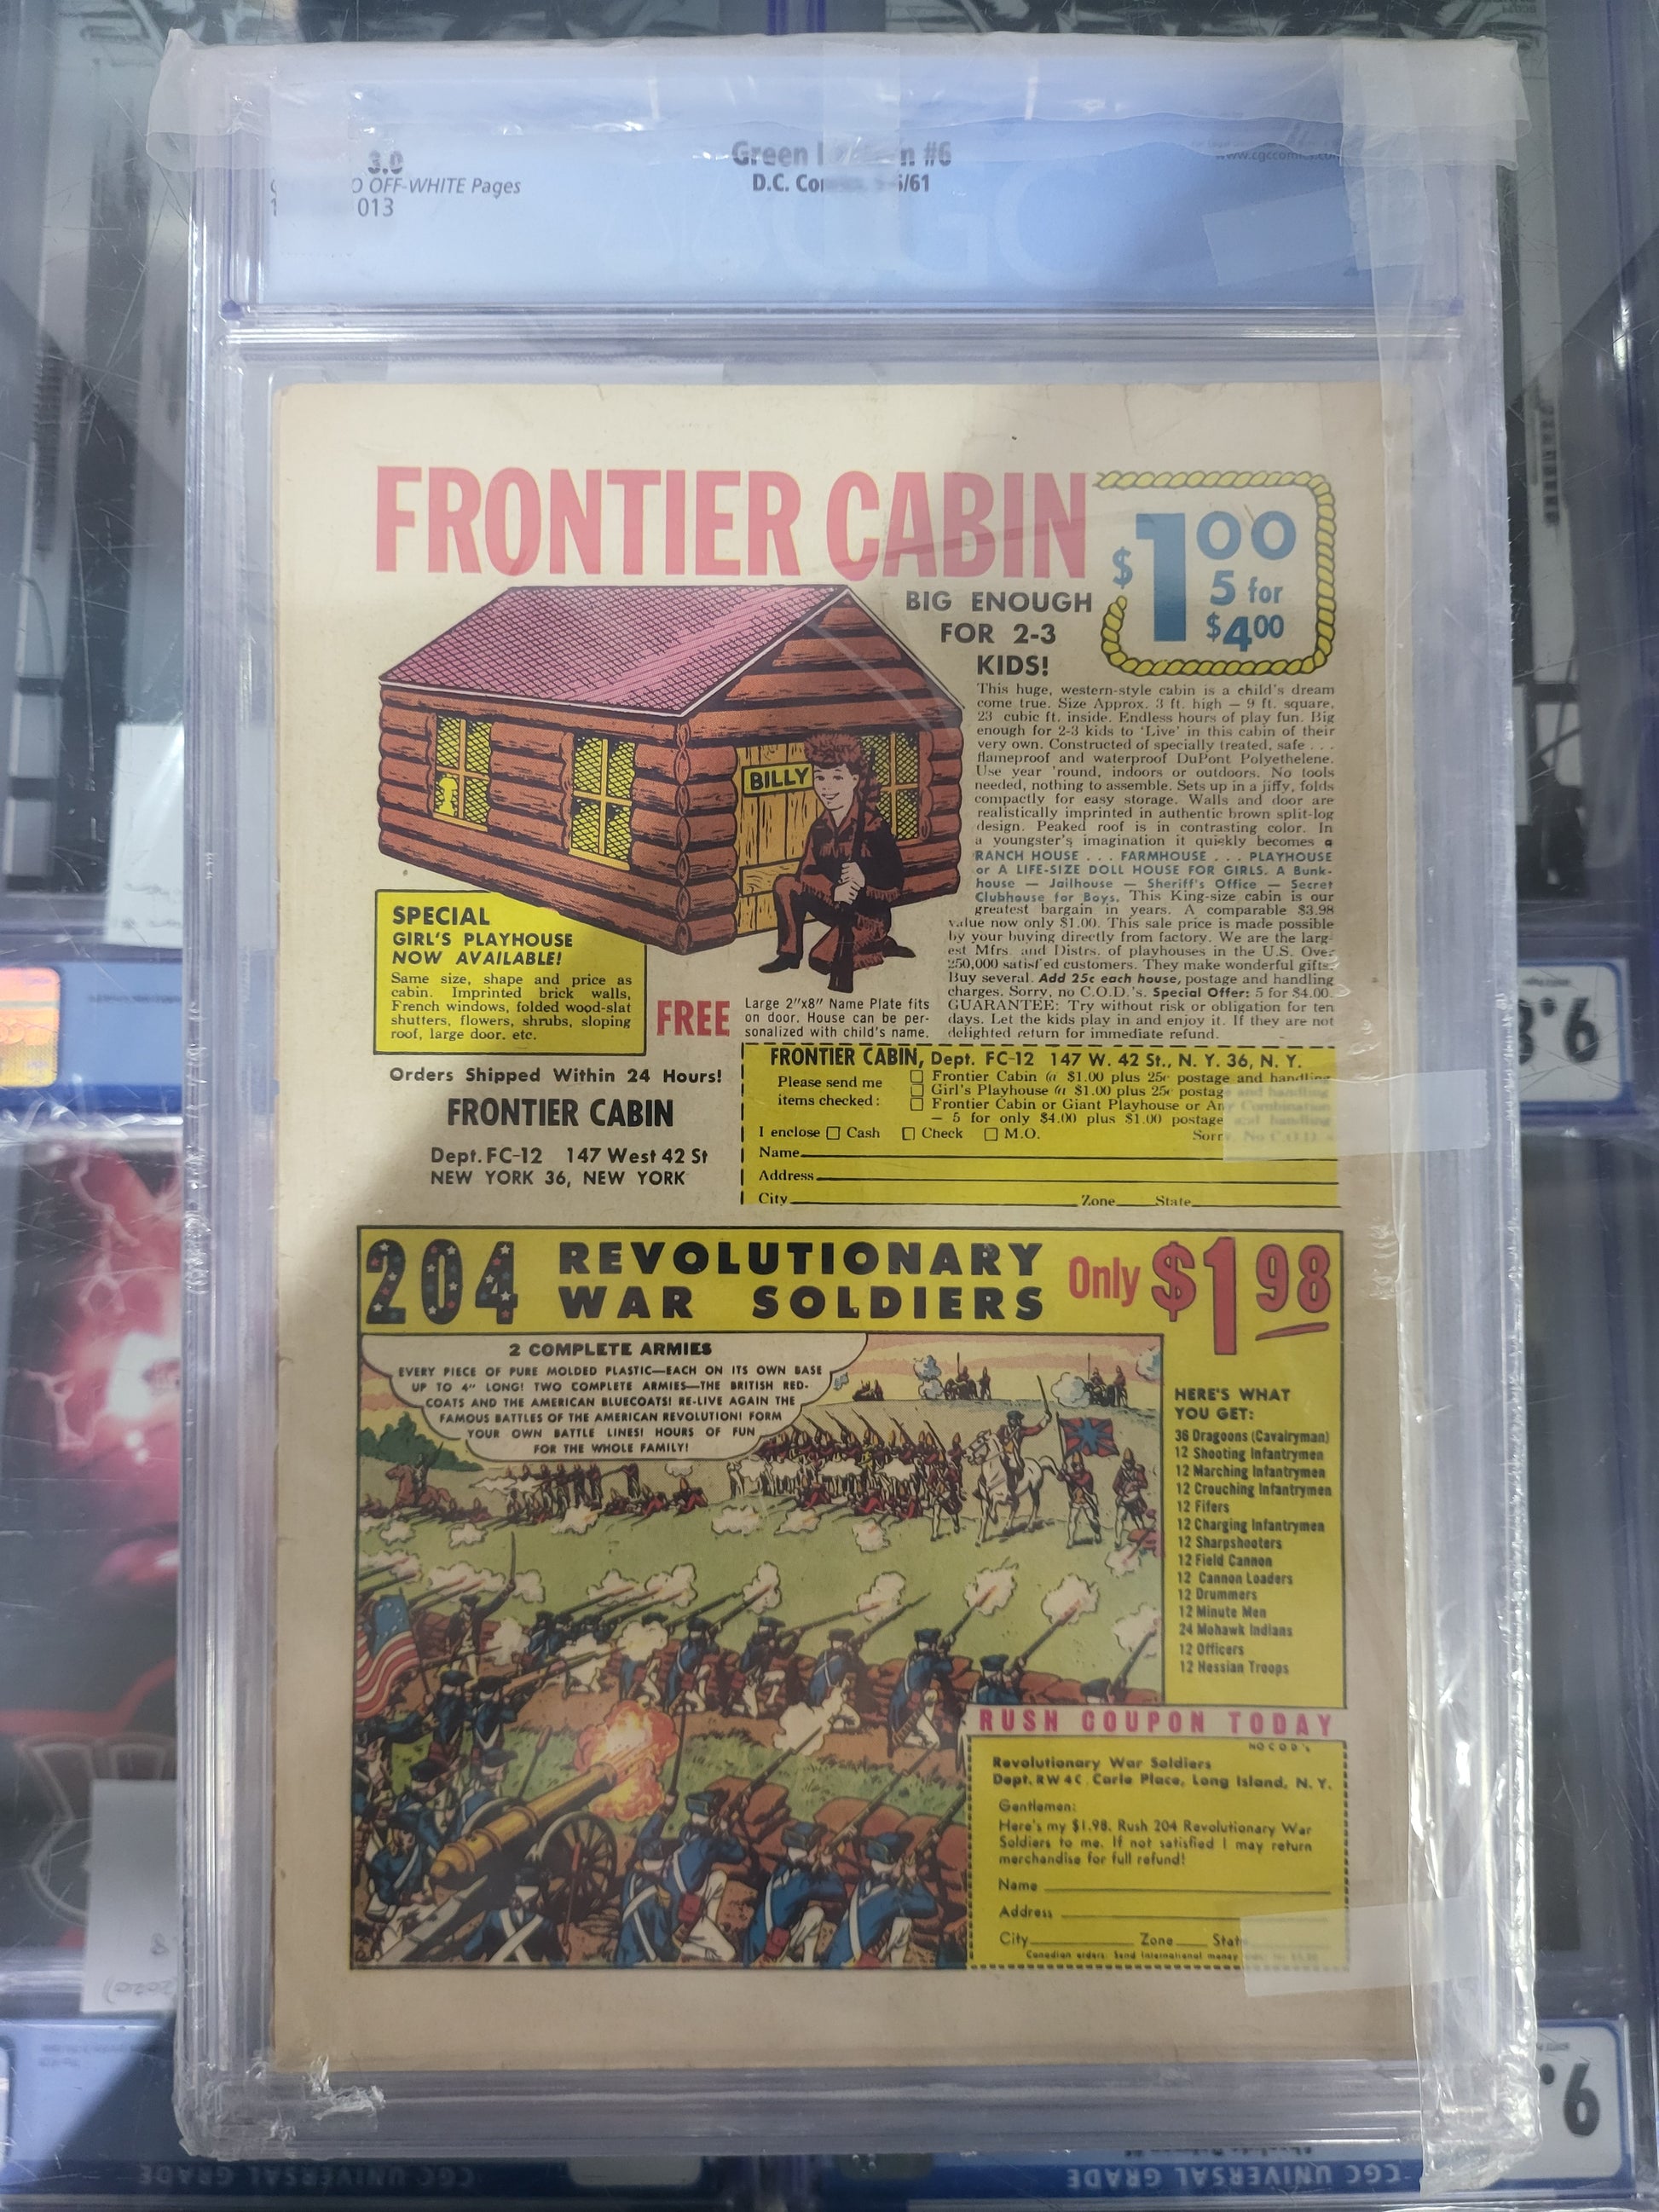 3.0
Green #6
www.cgccomics.com
OFF-WHITE Pages
D.C. /61
013
FRONTIER CABIN
$1 00
5 for
$4 00
BIG ENOUGH
FOR 2-3
KIDS!
This huge, western-style cabin is a child's dream
come true. Size Approx. 3 ft. high — 9 ft. square,
23 cubic ft. inside. Endless hours of play fun. Big
enough for 2-3 kids to 'Live' in this cabin of their
very own. Constructed of specially treated, safe . . .
flameproof and waterproof DuPont Polyethelene.
Use year 'round, indoors or outdoors. No tools
needed, nothing to assemble. Sets up in a jiffy, folds
compactly for easy storage. Walls and door are
realistically imprinted in authentic brown split-log
design. Peaked roof is in contrasting color. In
a youngster's imagination it quickly becomes a
RANCH HOUSE . . . FARMHOUSE . . . PLAYHOUSE
or A LIFE-SIZE DOLL HOUSE FOR GIRLS. A Bunk-
house — Jailhouse — Sheriff's Office — Secret
Clubhouse for Boys. This King-size cabin is our
greatest bargain in years. A comparable $3.98
value now only $1.00. This sale price is made possible
by your buying directly from factory. We are the larg-
est Mfrs. and Distrs. of playhouses in the U.S. Over
250,000 satisfied customers. They make wonderful gifts.
Buy several. Add 25c each house, postage and handling
charges. Sorry, no C.O.D.'s. Special Offer: 5 for $4.00.
GUARANTEE: Try without risk or obligation for ten
days. Let the kids play in and enjoy it. If they are not
delighted return for immediate refund.
BILLY
SPECIAL
GIRL'S PLAYHOUSE
NOW AVAILABLE!
Same size, shape and price as
cabin. Imprinted brick walls,
French windows, folded wood-slat
shutters, flowers, shrubs, sloping
roof, large door. etc.
FREE
Large 2"x8" Name Plate fits
on door. House can be per-
sonalized with child's name.
Orders Shipped Within 24 Hours!
FRONTIER CABIN
Dept. FC-12 147 West 42 St
NEW YORK 36, NEW YORK
FRONTIER CABIN, Dept. FC-12 147 W. 42 St., N. Y. 36, N. Y.
Please send me
items checked:
Frontier Cabin @ $1.00 plus 25c postage and handling
Girl's Playhouse @ $1.00 plus 25c postage and handling
Frontier Cabin or Giant Playhouse or Any Combination
— 5 for only $4.00 plus $1.00 postage and handling
I enclose Cash Check M.O. Sorry, No C.O.D.'s
Name
Address
City Zone State
204 REVOLUTIONARY
WAR SOLDIERS
Only $1 98
2 COMPLETE ARMIES
EVERY PIECE OF PURE MOLDED PLASTIC—EACH ON ITS OWN BASE
UP TO 4" LONG! TWO COMPLETE ARMIES—THE BRITISH RED-
COATS AND THE AMERICAN BLUECOATS! RE-LIVE AGAIN THE
FAMOUS BATTLES OF THE AMERICAN REVOLUTION! FORM
YOUR OWN BATTLE LINES! HOURS OF FUN
FOR THE WHOLE FAMILY!
HERE'S WHAT
YOU GET:
36 Dragoons (Cavalryman)
12 Shooting Infantrymen
12 Marching Infantrymen
12 Crouching Infantrymen
12 Fifers
12 Charging Infantrymen
12 Sharpshooters
12 Field Cannon
12 Cannon Loaders
12 Drummers
12 Minute Men
24 Mohawk Indians
12 Officers
12 Hessian Troops
RUSH COUPON TODAY
NO C O D's
Revolutionary War Soldiers
Dept. RW 4C Carle Place, Long Island, N. Y.
Gentlemen:
Here's my $1.98. Rush 204 Revolutionary War
Soldiers to me. If not satisfied I may return
merchandise for full refund!
Name
Address
City Zone State
Canadian orders: Send International money
9.8
9.
CGC UNIVERSAL GRADE
CGC UNIVERSAL GRADE